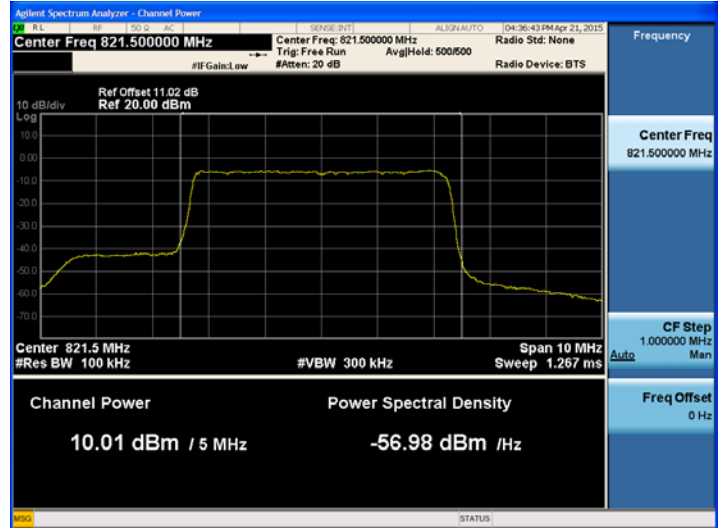 Agilent Spectrum Analyzer - Channel Power
RL RF 50 Ω AC SENSE:INT ALIGN AUTO 04:36:43 PM Apr 21, 2015
Center Freq 821.500000 MHz
Center Freq: 821.500000 MHz
Radio Std: None
Trig: Free Run Avg|Hold: 500/500
#IFGain:Low
#Atten: 20 dB
Radio Device: BTS
Frequency
Ref Offset 11.02 dB
10 dB/div Ref 20.00 dBm
Log
10.0
0.00
-10.0
-20.0
-30.0
-40.0
-50.0
-60.0
-70.0
Center 821.5 MHz
Span 10 MHz
#Res BW 100 kHz
#VBW 300 kHz
Sweep 1.267 ms
Channel Power
Power Spectral Density
10.01 dBm / 5 MHz
-56.98 dBm /Hz
Center Freq
821.500000 MHz
CF Step
1.000000 MHz
Auto Man
Freq Offset
0 Hz
MSG
STATUS